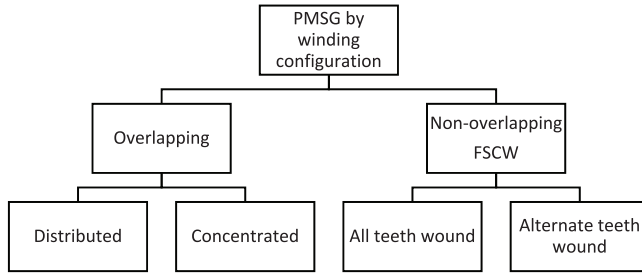 PMSG by
winding
configuration
Overlapping
Non-overlapping
FSCW
Distributed
Concentrated
All teeth wound
Alternate teeth
wound